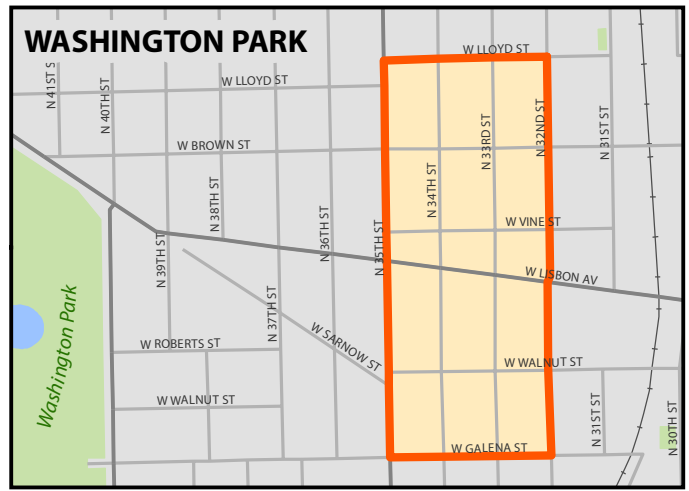 WASHINGTON PARK
W LLOYD ST
W LLOYD ST
N 41ST S
N 40TH ST
W BROWN ST
N 33RD ST
N 32ND ST
N 31ST ST
N 34TH ST
N 38TH ST
N 36TH ST
N 35TH ST
W VINE ST
N 39TH ST
W LISBON AV
N 37TH ST
Washington Park
W ROBERTS ST
W SARNOW ST
W WALNUT ST
W WALNUT ST
N 31ST ST
N 30TH ST
W GALENA ST